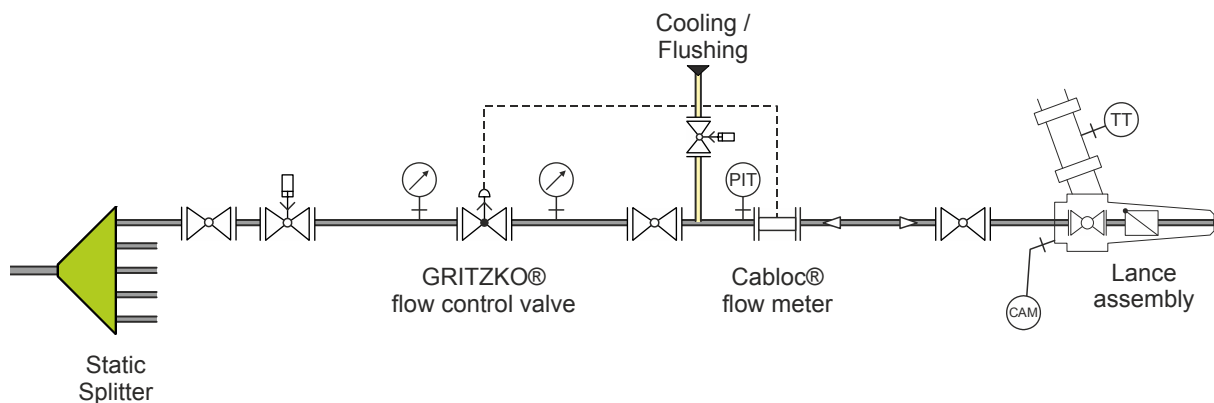 Cooling /
Flushing
TT
PIT
GRITZKO®
flow control valve
Cabloc®
flow meter
Lance
assembly
CAM
Static
Splitter